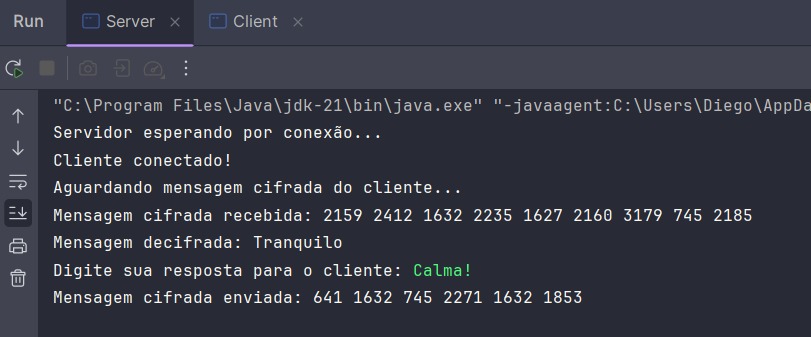 Run Server Client
"C:\Program Files\Java\jdk-21\bin\java.exe" "-javaagent:C:\Users\Diego\AppDa
Servidor esperando por conexão...
Cliente conectado!
Aguardando mensagem cifrada do cliente...
Mensagem cifrada recebida: 2159 2412 1632 2235 1627 2160 3179 745 2185
Mensagem decifrada: Tranquilo
Digite sua resposta para o cliente: Calma!
Mensagem cifrada enviada: 641 1632 745 2271 1632 1853